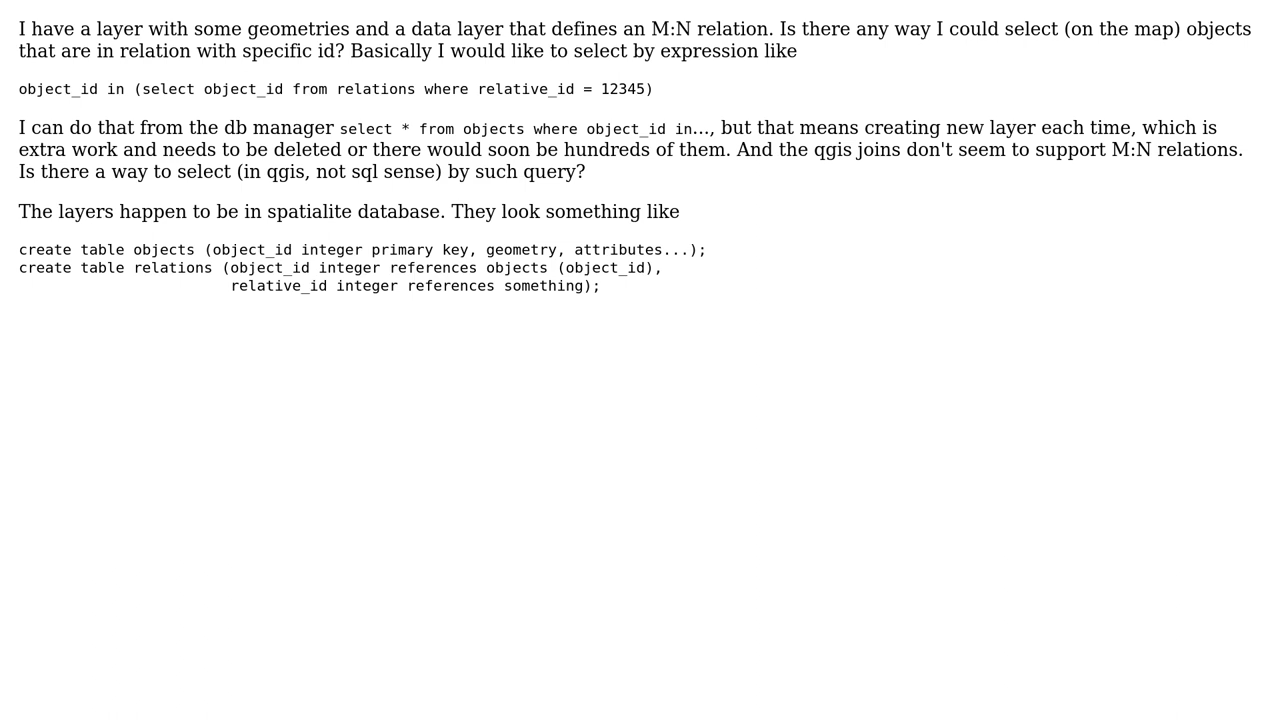 I have a layer with some geometries and a data layer that defines an M:N relation. Is there any way I could select (on the map) objects
that are in relation with specific id? Basically I would like to select by expression like
object_id in (select object_id from relations where relative_id = 12345)
I can do that from the db manager select * from objects where object_id in..., but that means creating new layer each time, which is
extra work and needs to be deleted or there would soon be hundreds of them. And the qgis joins don't seem to support M:N relations.
Is there a way to select (in qgis, not sql sense) by such query?
The layers happen to be in spatialite database. They look something like
create table objects (object_id integer primary key, geometry, attributes...);
create table relations (object_id integer references objects (object_id),
                        relative_id integer references something);